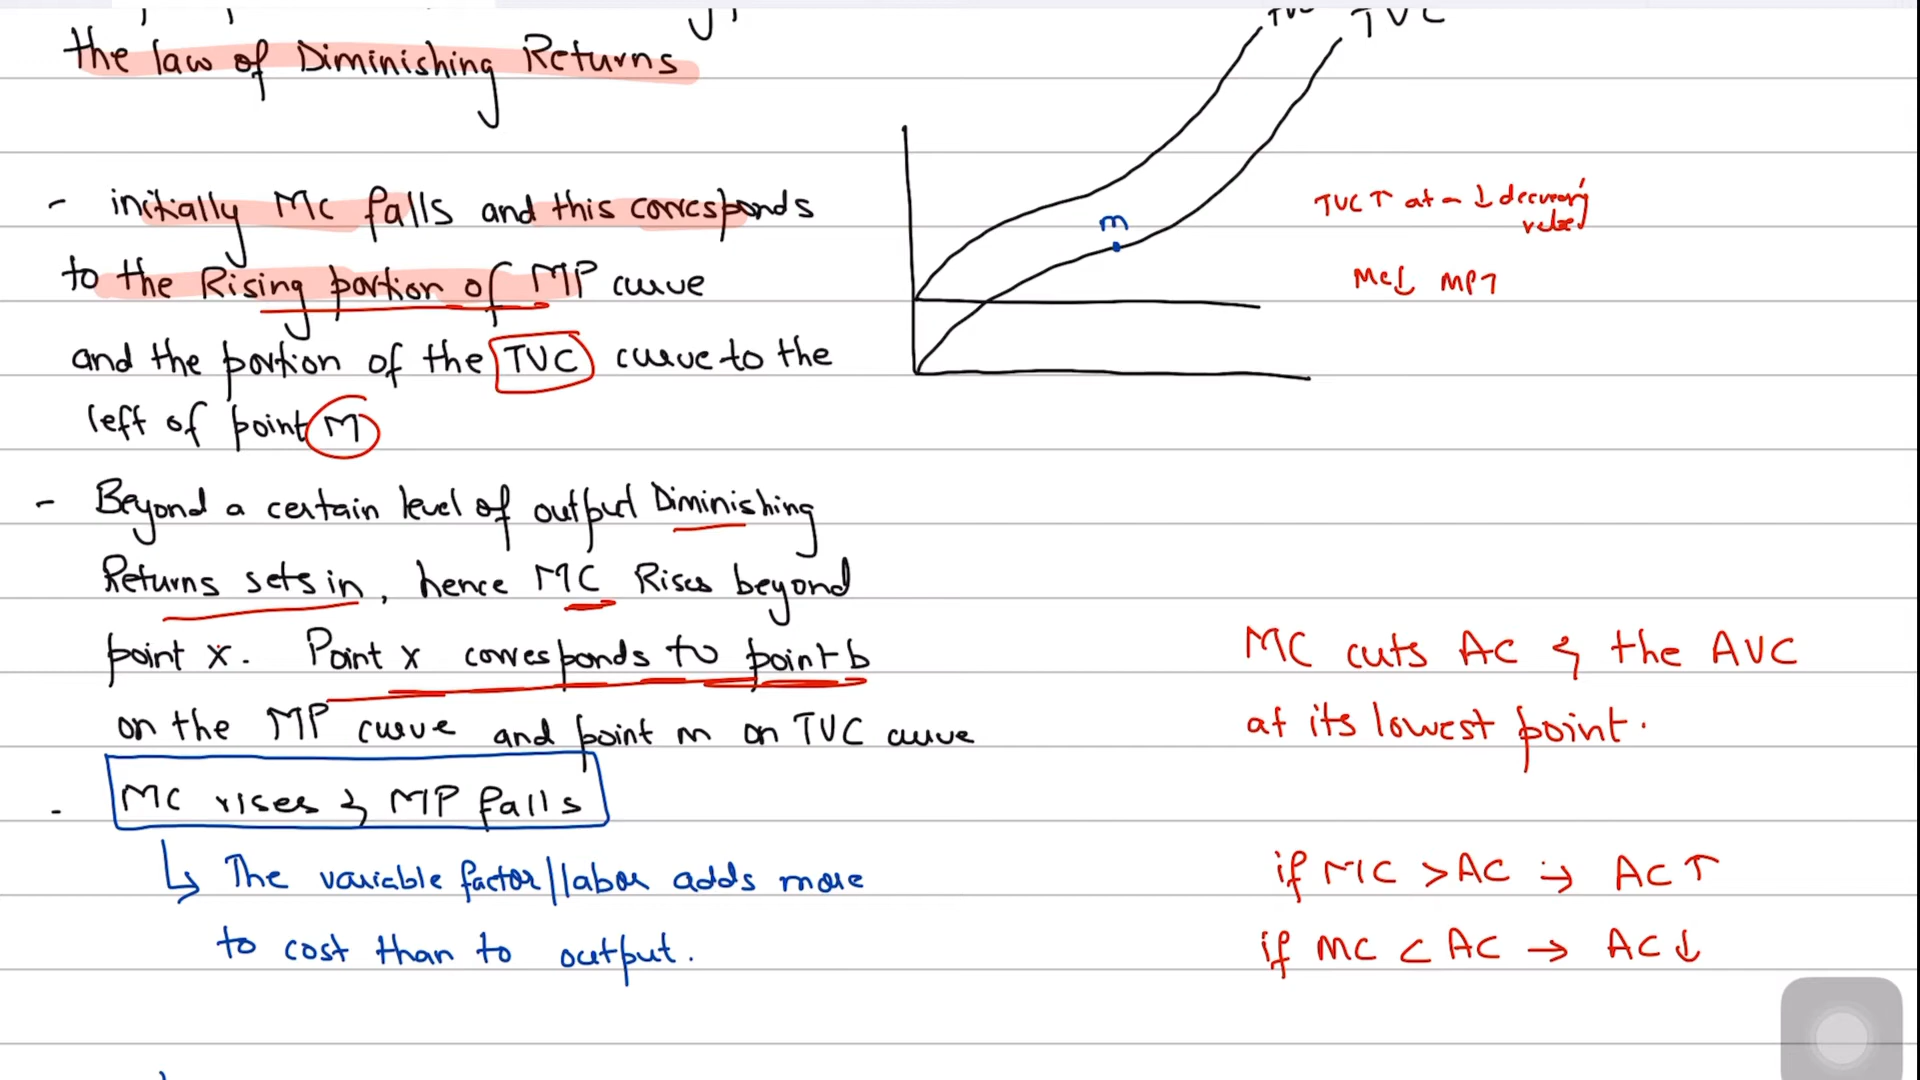 the law of Diminishing Returns
TVC
- initially MC falls and this corresponds
to the Rising portion of MP curve
and the portion of the TVC curve to the
left of point M
m
TVC ↑ at a ↓
MC↓ MP↑
- Beyond a certain level of output Diminishing
Returns sets in, hence MC Rises beyond
point x. Point x corresponds to point b
on the MP curve and point m on TVC curve
- MC rises & MP falls
↳ The variable factor/labor adds more
to cost than to output.
MC cuts AC & the AVC
at its lowest point.
if MC > AC → AC ↑
if MC < AC → AC ↓